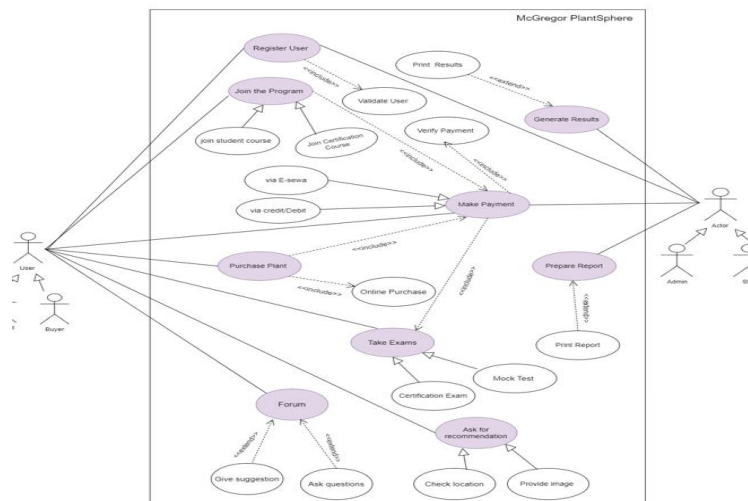 McGregor PlantSphere
Register User
Print Results
<<include>>
<<extend>>
Join the Program
Validate User
Generate Results
Verify Payment
join student course
Join Certification
Course
<<include>>
<<include>>
via E-sewa
via credit/Debit
Make Payment
Actor
User
Purchase Plant
<<include>>
<<include>>
Online Purchase
Prepare Report
Admin
Buyer
Print Report
Take Exams
Mock Test
Certification Exam
Forum
Ask for
recommendation
<<extend>>
<<extend>>
Give suggestion
Ask questions
Check location
Provide image